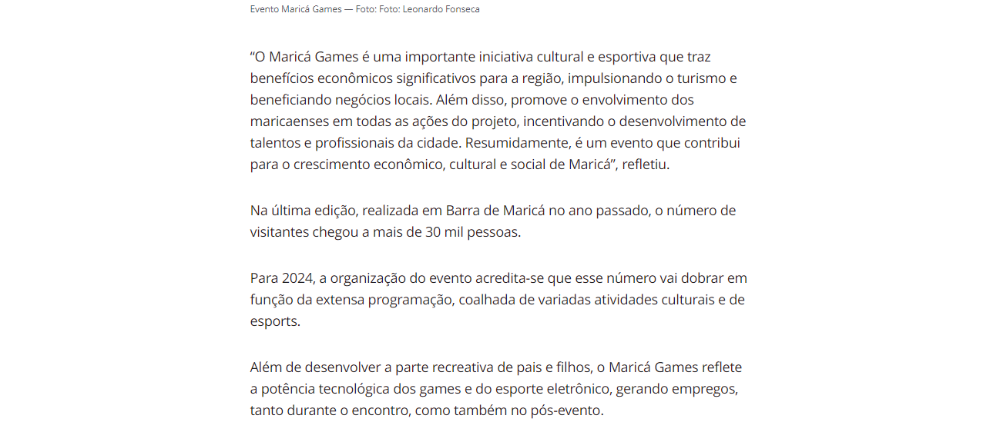 Evento Maricá Games — Foto: Foto: Leonardo Fonseca
“O Maricá Games é uma importante iniciativa cultural e esportiva que traz
benefícios econômicos significativos para a região, impulsionando o turismo e
beneficiando negócios locais. Além disso, promove o envolvimento dos
maricaenses em todas as ações do projeto, incentivando o desenvolvimento de
talentos e profissionais da cidade. Resumidamente, é um evento que contribui
para o crescimento econômico, cultural e social de Maricá”, refletiu.
Na última edição, realizada em Barra de Maricá no ano passado, o número de
visitantes chegou a mais de 30 mil pessoas.
Para 2024, a organização do evento acredita-se que esse número vai dobrar em
função da extensa programação, coalhada de variadas atividades culturais e de
esports.
Além de desenvolver a parte recreativa de pais e filhos, o Maricá Games reflete
a potência tecnológica dos games e do esporte eletrônico, gerando empregos,
tanto durante o encontro, como também no pós-evento.